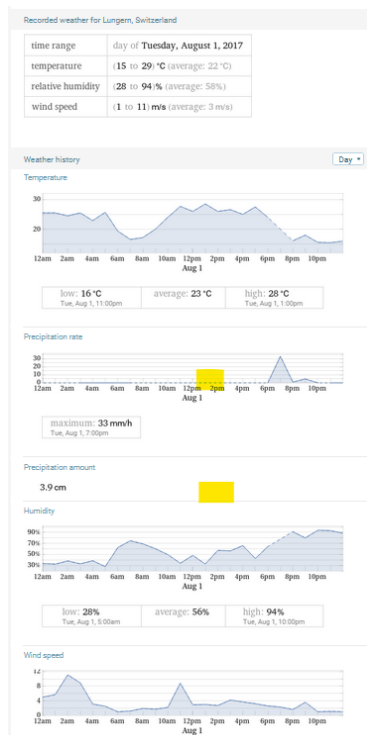 Recorded weather for Lungern, Switzerland
time range day of Tuesday, August 1, 2017
temperature (15 to 29) °C (average: 22 °C)
relative humidity (28 to 94)% (average: 58%)
wind speed (1 to 11) m/s (average: 3 m/s)
Weather history Day
Temperature
30
20
12am 2am 4am 6am 8am 10am 12pm 2pm 4pm 6pm 8pm 10pm
Aug 1
low: 16 °C average: 23 °C high: 28 °C
Tue, Aug 1, 11:00pm Tue, Aug 1, 1:00pm
Precipitation rate
30
20
10
0
12am 2am 4am 6am 8am 10am 12pm 2pm 4pm 6pm 8pm 10pm
Aug 1
maximum: 33 mm/h
Tue, Aug 1, 7:00pm
Precipitation amount
3.9 cm
Humidity
90%
70%
50%
30%
12am 2am 4am 6am 8am 10am 12pm 2pm 4pm 6pm 8pm 10pm
Aug 1
low: 28% average: 56% high: 94%
Tue, Aug 1, 5:00am Tue, Aug 1, 10:00pm
Wind speed
12
8
4
0
12am 2am 4am 6am 8am 10am 12pm 2pm 4pm 6pm 8pm 10pm
Aug 1